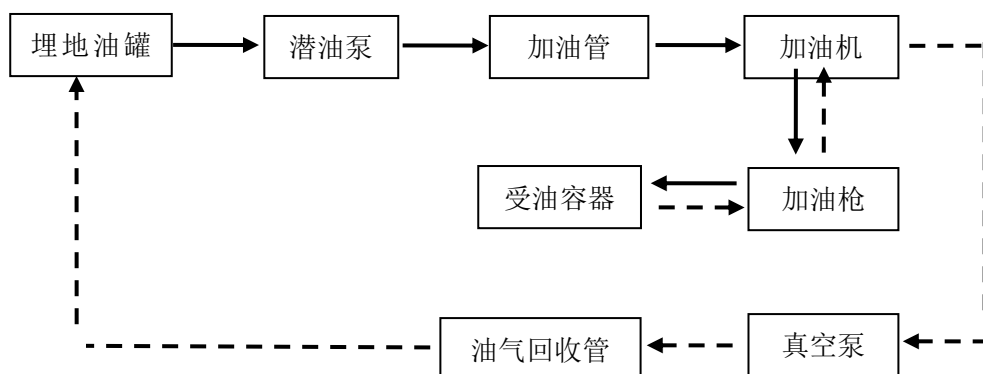 埋地油罐
潜油泵
加油管
加油机
受油容器
加油枪
油气回收管
真空泵